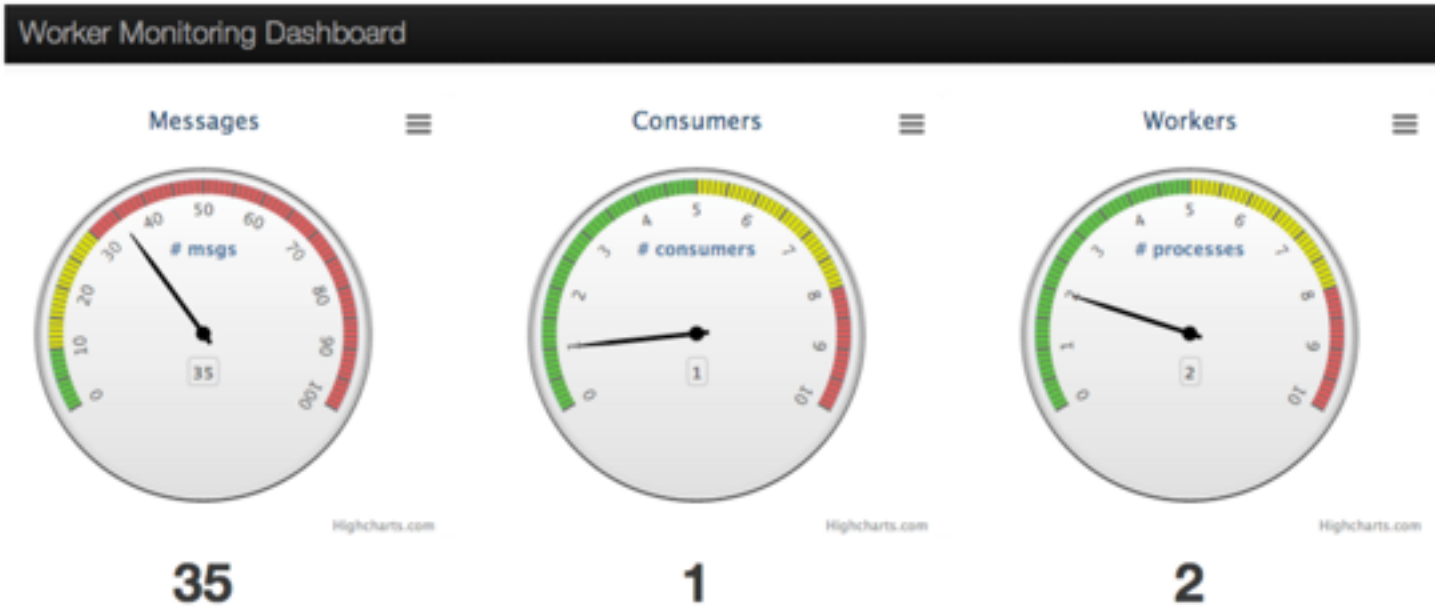 Worker Monitoring Dashboard
Messages
0 10 20 30 40 50 60 70 80 90 100
# msgs
35
Highcharts.com
35
Consumers
0 1 2 3 4 5 6 7 8 9 10
# consumers
1
Highcharts.com
1
Workers
0 1 2 3 4 5 6 7 8 9 10
# processes
2
Highcharts.com
2